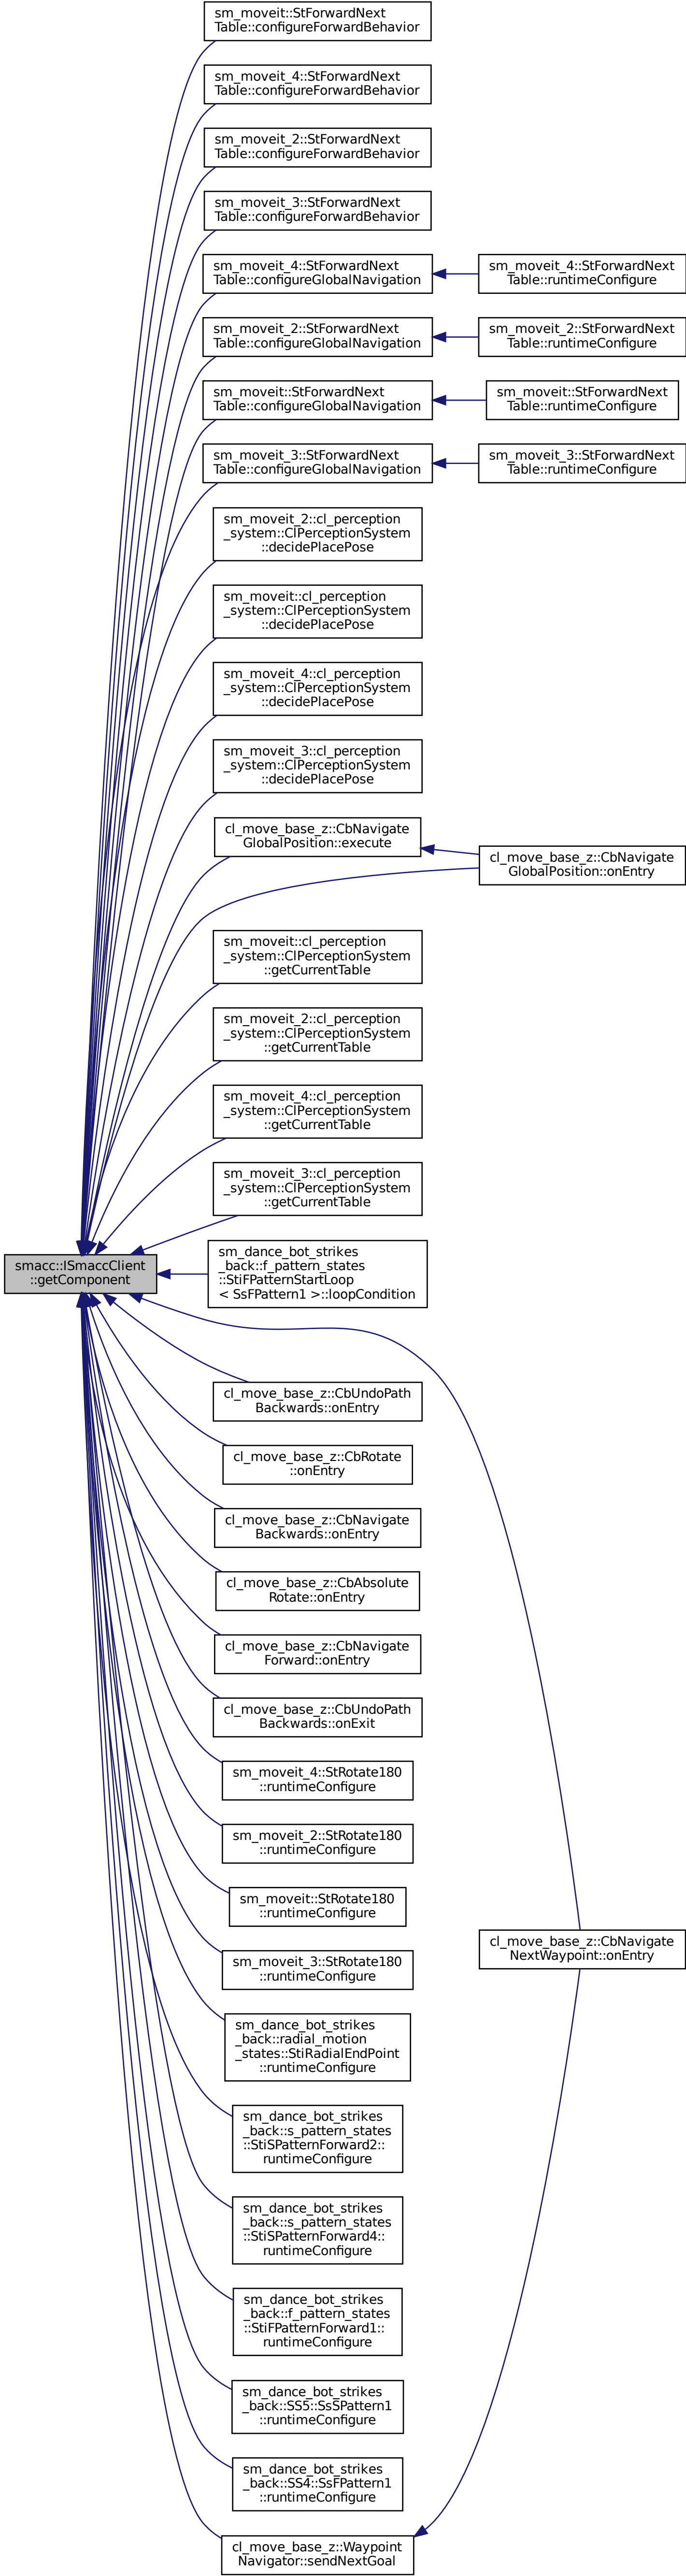 sm_moveit::StForwardNext
Table::configureForwardBehavior
sm_moveit_4::StForwardNext
Table::configureForwardBehavior
sm_moveit_2::StForwardNext
Table::configureForwardBehavior
sm_moveit_3::StForwardNext
Table::configureForwardBehavior
sm_moveit_4::StForwardNext
Table::configureGlobalNavigation
sm_moveit_4::StForwardNext
Table::runtimeConfigure
sm_moveit_2::StForwardNext
Table::configureGlobalNavigation
sm_moveit_2::StForwardNext
Table::runtimeConfigure
sm_moveit::StForwardNext
Table::configureGlobalNavigation
sm_moveit::StForwardNext
Table::runtimeConfigure
sm_moveit_3::StForwardNext
Table::configureGlobalNavigation
sm_moveit_3::StForwardNext
Table::runtimeConfigure
sm_moveit_2::cl_perception
_system::ClPerceptionSystem
::decidePlacePose
sm_moveit::cl_perception
_system::ClPerceptionSystem
::decidePlacePose
sm_moveit_4::cl_perception
_system::ClPerceptionSystem
::decidePlacePose
sm_moveit_3::cl_perception
_system::ClPerceptionSystem
::decidePlacePose
cl_move_base_z::CbNavigate
GlobalPosition::execute
cl_move_base_z::CbNavigate
GlobalPosition::onEntry
sm_moveit::cl_perception
_system::ClPerceptionSystem
::getCurrentTable
sm_moveit_2::cl_perception
_system::ClPerceptionSystem
::getCurrentTable
sm_moveit_4::cl_perception
_system::ClPerceptionSystem
::getCurrentTable
sm_moveit_3::cl_perception
_system::ClPerceptionSystem
::getCurrentTable
smacc::ISmaccClient
::getComponent
sm_dance_bot_strikes
_back::f_pattern_states
::StiFPatternStartLoop
< SsFPattern1 >::loopCondition
cl_move_base_z::CbUndoPath
Backwards::onEntry
cl_move_base_z::CbRotate
::onEntry
cl_move_base_z::CbNavigate
Backwards::onEntry
cl_move_base_z::CbAbsolute
Rotate::onEntry
cl_move_base_z::CbNavigate
Forward::onEntry
cl_move_base_z::CbUndoPath
Backwards::onExit
sm_moveit_4::StRotate180
::runtimeConfigure
sm_moveit_2::StRotate180
::runtimeConfigure
sm_moveit::StRotate180
::runtimeConfigure
cl_move_base_z::CbNavigate
NextWaypoint::onEntry
sm_moveit_3::StRotate180
::runtimeConfigure
sm_dance_bot_strikes
_back::radial_motion
_states::StiRadialEndPoint
::runtimeConfigure
sm_dance_bot_strikes
_back::s_pattern_states
::StiSPatternForward2::
runtimeConfigure
sm_dance_bot_strikes
_back::s_pattern_states
::StiSPatternForward4::
runtimeConfigure
sm_dance_bot_strikes
_back::f_pattern_states
::StiFPatternForward1::
runtimeConfigure
sm_dance_bot_strikes
_back::SS5::SsSPattern1
::runtimeConfigure
sm_dance_bot_strikes
_back::SS4::SsFPattern1
::runtimeConfigure
cl_move_base_z::Waypoint
Navigator::sendNextGoal